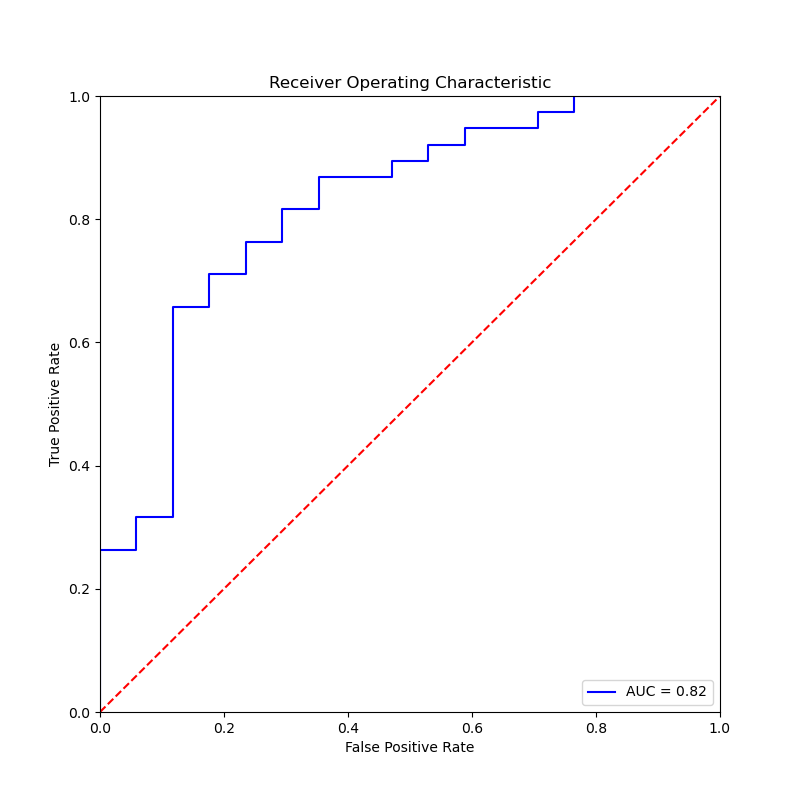 Receiver Operating Characteristic
True Positive Rate
1.0
0.8
0.6
0.4
0.2
0.0
AUC = 0.82
0.0 0.2 0.4 0.6 0.8 1.0
False Positive Rate